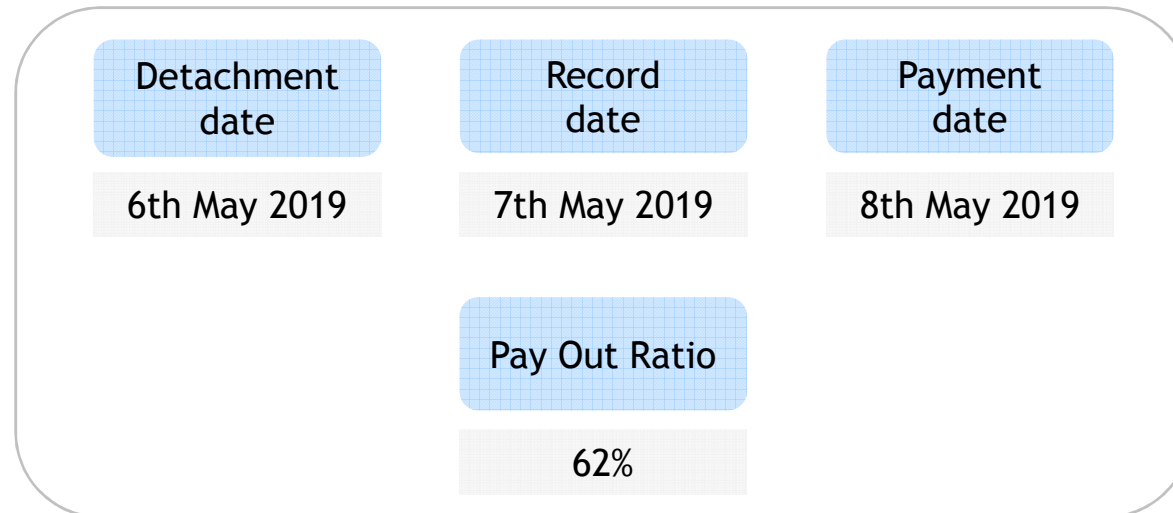 Detachment
date
Record
date
Payment
date
6th May 2019
7th May 2019
8th May 2019
Pay Out Ratio
62%